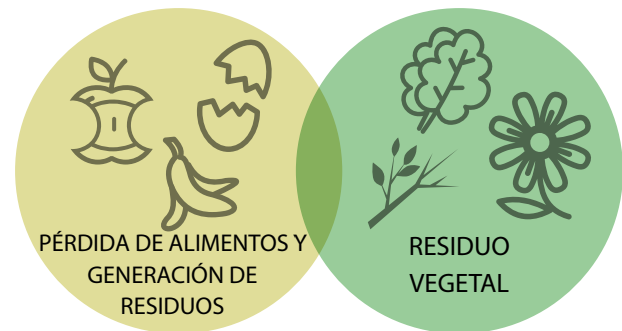 PÉRDIDA DE ALIMENTOS Y
GENERACIÓN DE
RESIDUOS
RESIDUO
VEGETAL